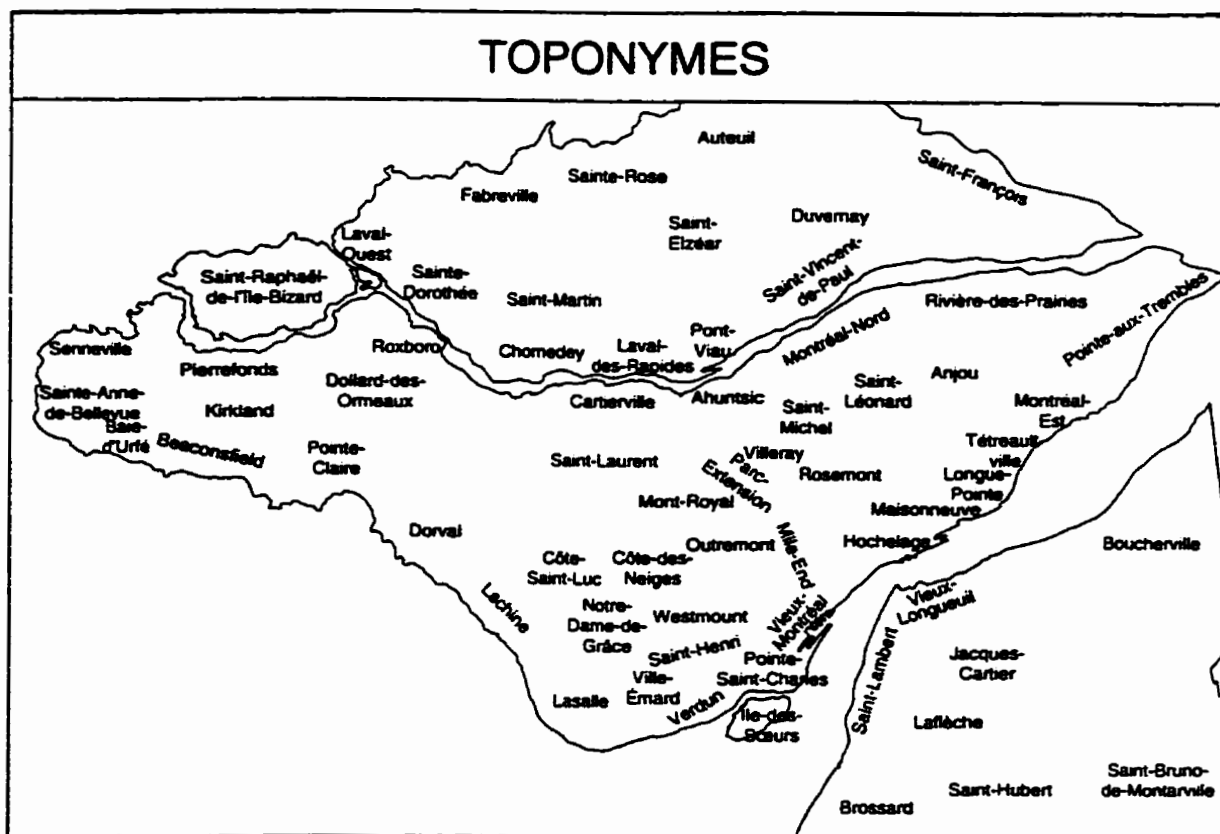 TOPONYMES
Auteuil
Saint-François
Sainte-Rose
Fabreville
Saint-
Elzéar
Duvernay
Laval-
Ouest
Saint-Vincent-
de-Paul
Saint-Raphaël-
de-l'Île-Bizard
Sainte-
Dorothée
Saint-Martin
Rivière-des-Praines
Pointe-aux-Trembles
Montréal-Nord
Pont-
Viau
Senneville
Roxboro
Chomedey
Laval-
des-Rapides
Pierrefonds
Anjou
Dollard-des-
Ormeaux
Saint-
Léonard
Sainte-Anne-
de-Bellevue
Kirkland
Cartierville
Ahuntsic
Montréal-
Est
Saint-
Michel
Baie-
d'Urfé
Beaconsfield
Pointe-
Claire
Tétreault-
ville
Villeray
Saint-Laurent
Parc-
Extension
Rosemont
Longue-
Pointe
Mont-Royal
Maisonneuve
Dorval
Outremont
Mile-End
Hochelaga
Boucherville
Côte-
Saint-Luc
Côte-des-
Neiges
Lachine
Vieux-
Longueuil
Notre-
Dame-de-
Grâce
Westmount
Vieux-
Montréal
Saint-Henri
Saint-Lambert
Jacques-
Cartier
Pointe-
Saint-Charles
Ville-
Émard
Lasalle
Verdun
Île-des-
Sœurs
Laflèche
Saint-Bruno-
de-Montarville
Saint-Hubert
Brossard